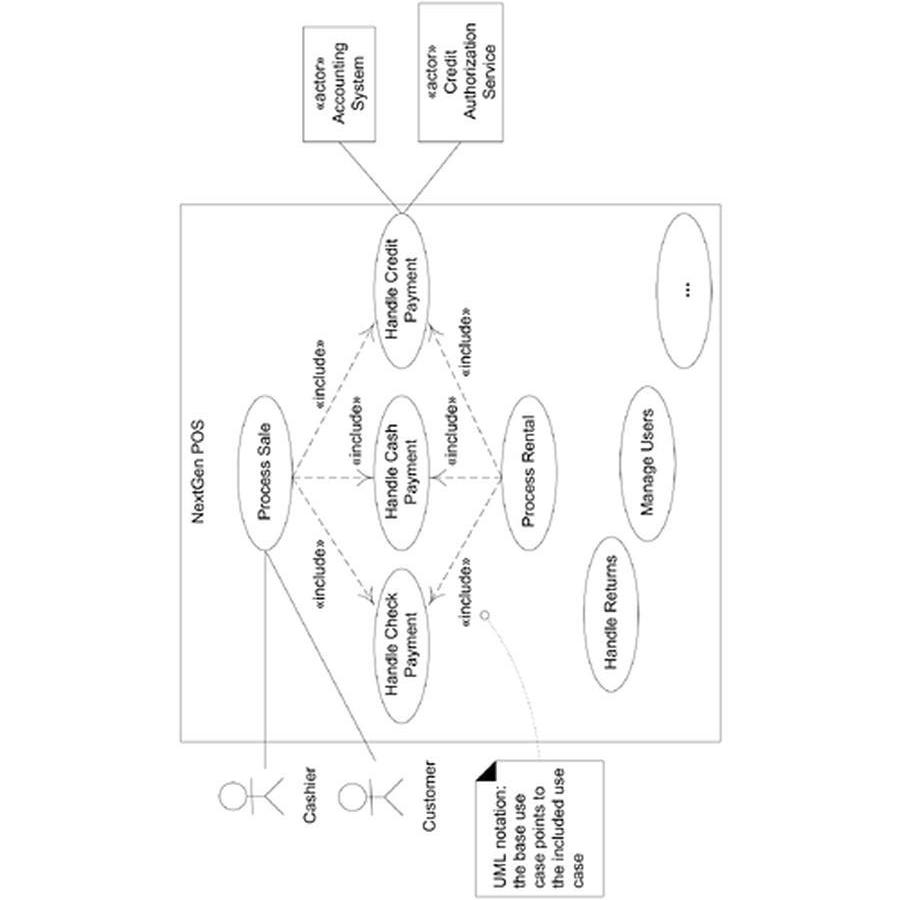 NextGen POS
Cashier
Customer
Process Sale
«include»
«include»
«include»
Handle Check
Payment
Handle Cash
Payment
Handle Credit
Payment
«actor»
Accounting
System
«actor»
Credit
Authorization
Service
«include»
«include»
«include»
Process Rental
UML notation:
the base use
case points to
the included use
case
Handle Returns
Manage Users
...